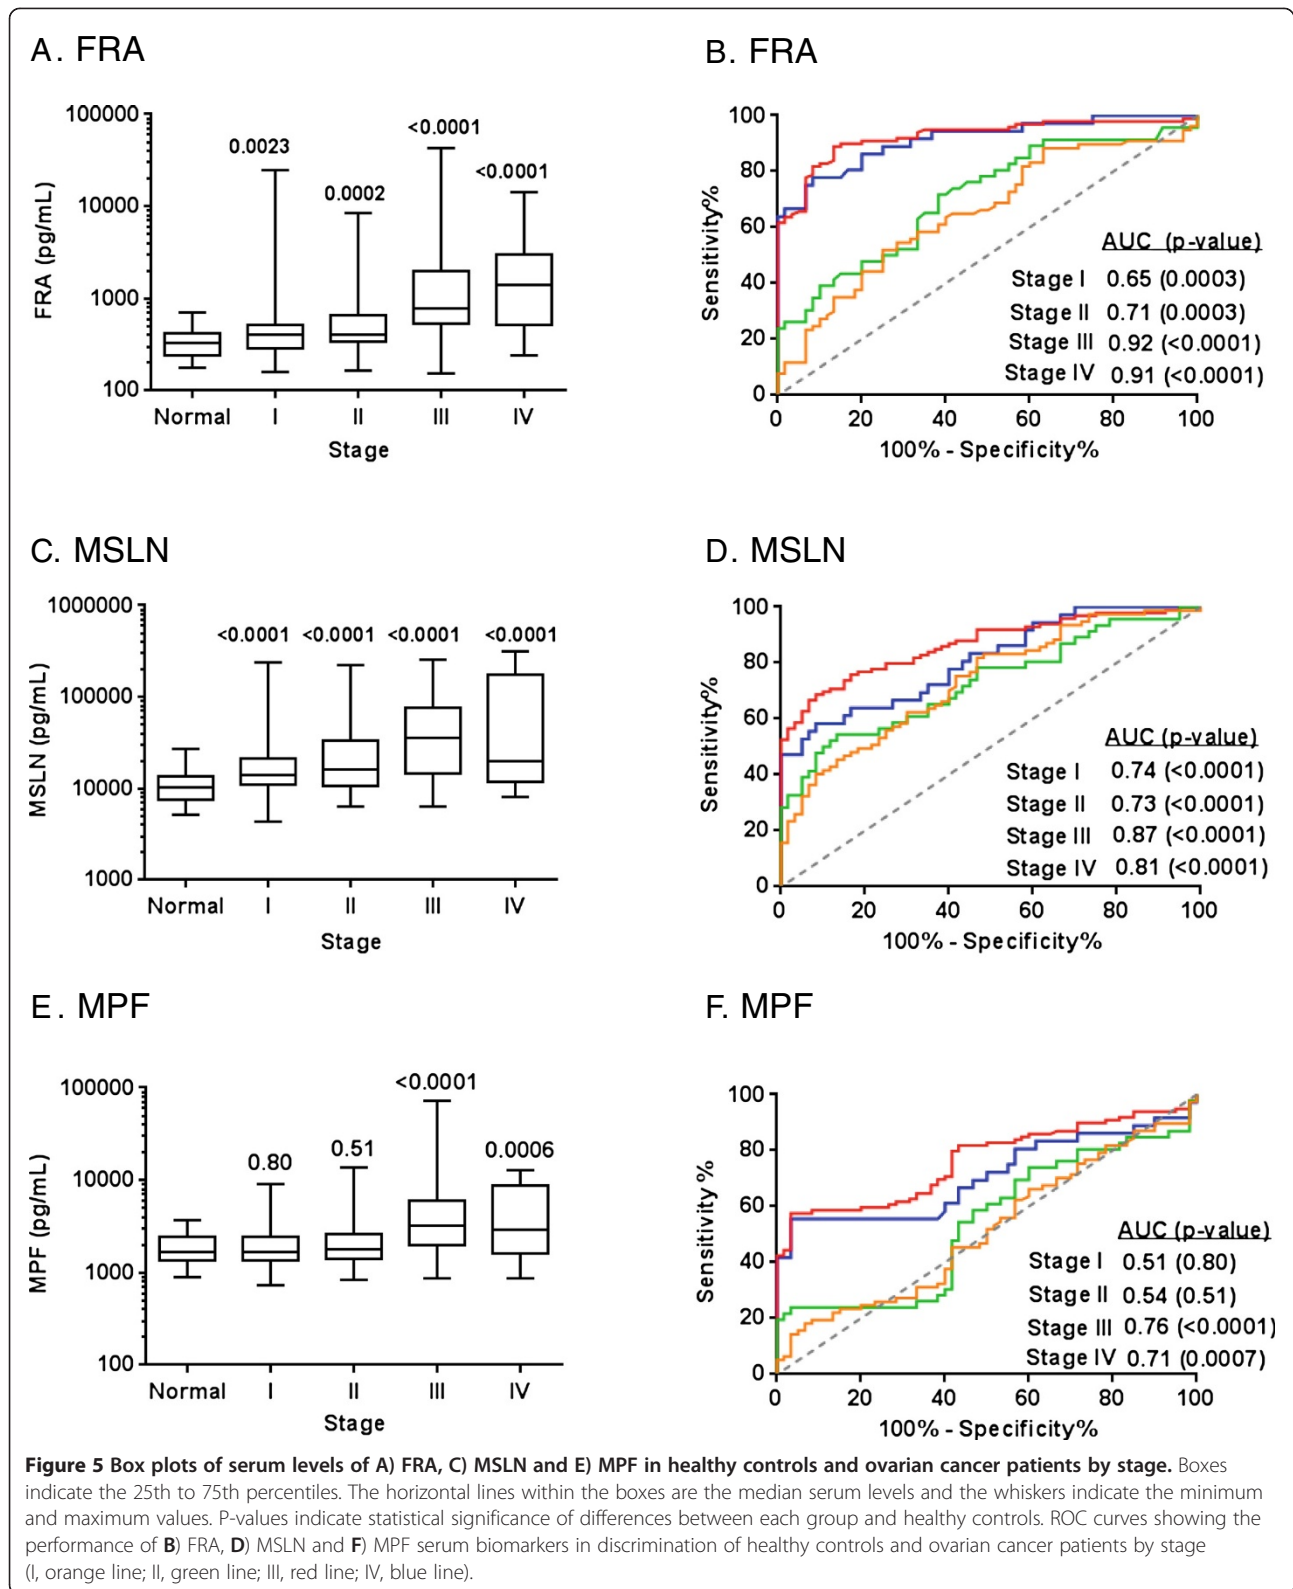 A. FRA
100000
10000
1000
100
FRA (pg/mL)
0.0023
0.0002
<0.0001
<0.0001
Normal I II III IV
Stage
B. FRA
100
80
60
40
20
0
Sensitivity%
AUC (p-value)
Stage I 0.65 (0.0003)
Stage II 0.71 (0.0003)
Stage III 0.92 (<0.0001)
Stage IV 0.91 (<0.0001)
0 20 40 60 80 100
100% - Specificity%
C. MSLN
1000000
100000
10000
1000
MSLN (pg/mL)
<0.0001 <0.0001 <0.0001 <0.0001
Normal I II III IV
Stage
D. MSLN
100
80
60
40
20
0
Sensitivity%
AUC (p-value)
Stage I 0.74 (<0.0001)
Stage II 0.73 (<0.0001)
Stage III 0.87 (<0.0001)
Stage IV 0.81 (<0.0001)
0 20 40 60 80 100
100% - Specificity%
E. MPF
100000
10000
1000
100
MPF (pg/mL)
0.80
0.51
<0.0001
0.0006
Normal I II III IV
Stage
F. MPF
100
80
60
40
20
0
Sensitivity %
AUC (p-value)
Stage I 0.51 (0.80)
Stage II 0.54 (0.51)
Stage III 0.76 (<0.0001)
Stage IV 0.71 (0.0007)
0 20 40 60 80 100
100% - Specificity%
Figure 5 Box plots of serum levels of A) FRA, C) MSLN and E) MPF in healthy controls and ovarian cancer patients by stage. Boxes
indicate the 25th to 75th percentiles. The horizontal lines within the boxes are the median serum levels and the whiskers indicate the minimum
and maximum values. P-values indicate statistical significance of differences between each group and healthy controls. ROC curves showing the
performance of B) FRA, D) MSLN and F) MPF serum biomarkers in discrimination of healthy controls and ovarian cancer patients by stage
(I, orange line; II, green line; III, red line; IV, blue line).